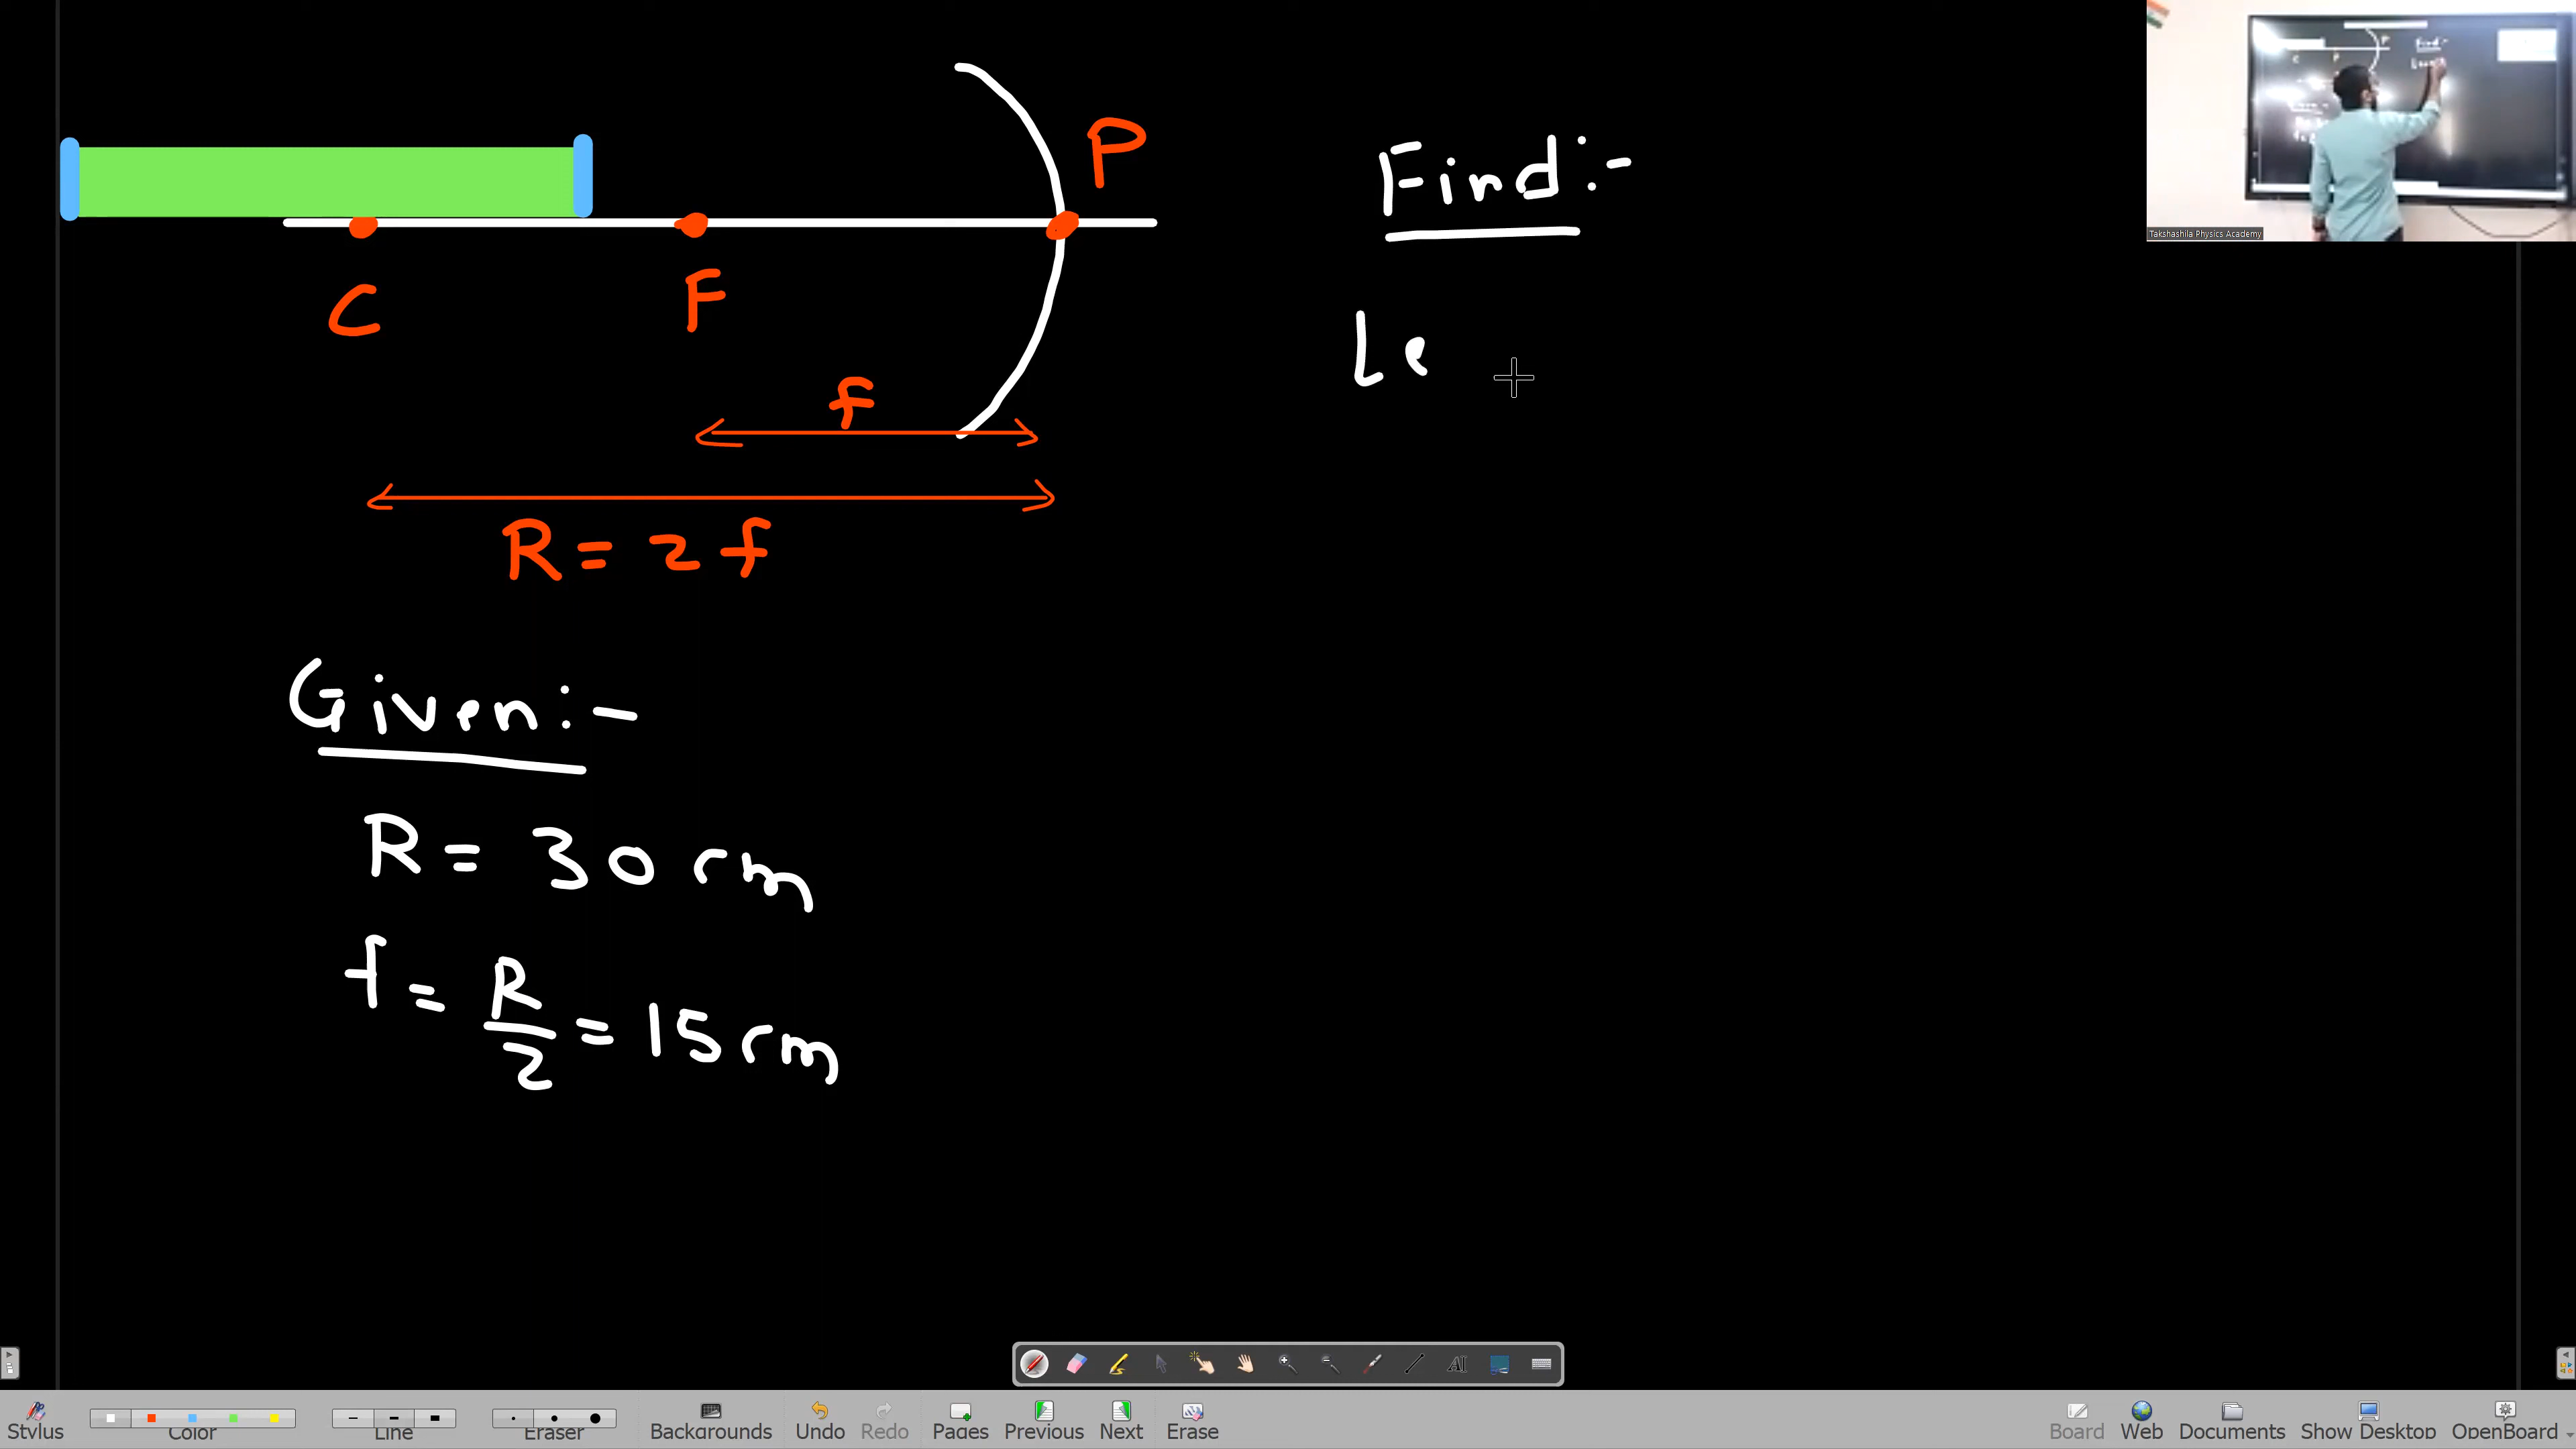 P
C
F
f
R = 2f
Given:-
R = 30 cm
f = R/2 = 15 cm
Find:-
Le
Takshashila Physics Academy
Stylus
Color
Line
Eraser
Backgrounds
Undo
Redo
Pages
Previous
Next
Erase
Board
Web
Documents
Show Desktop
OpenBoard